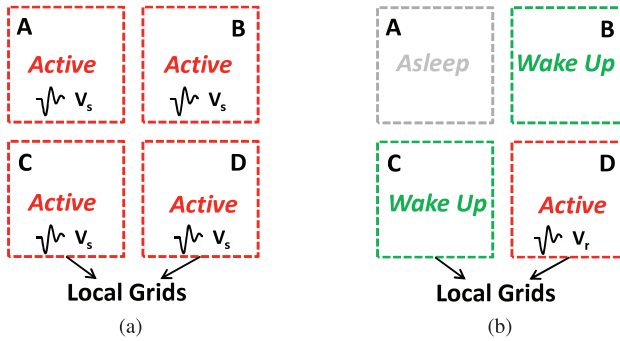 A
B
Active
Active
Vs
Vs
C
D
Active
Active
Vs
Vs
Local Grids
(a)
A
B
Asleep
Wake Up
C
D
Wake Up
Active
Vr
Local Grids
(b)